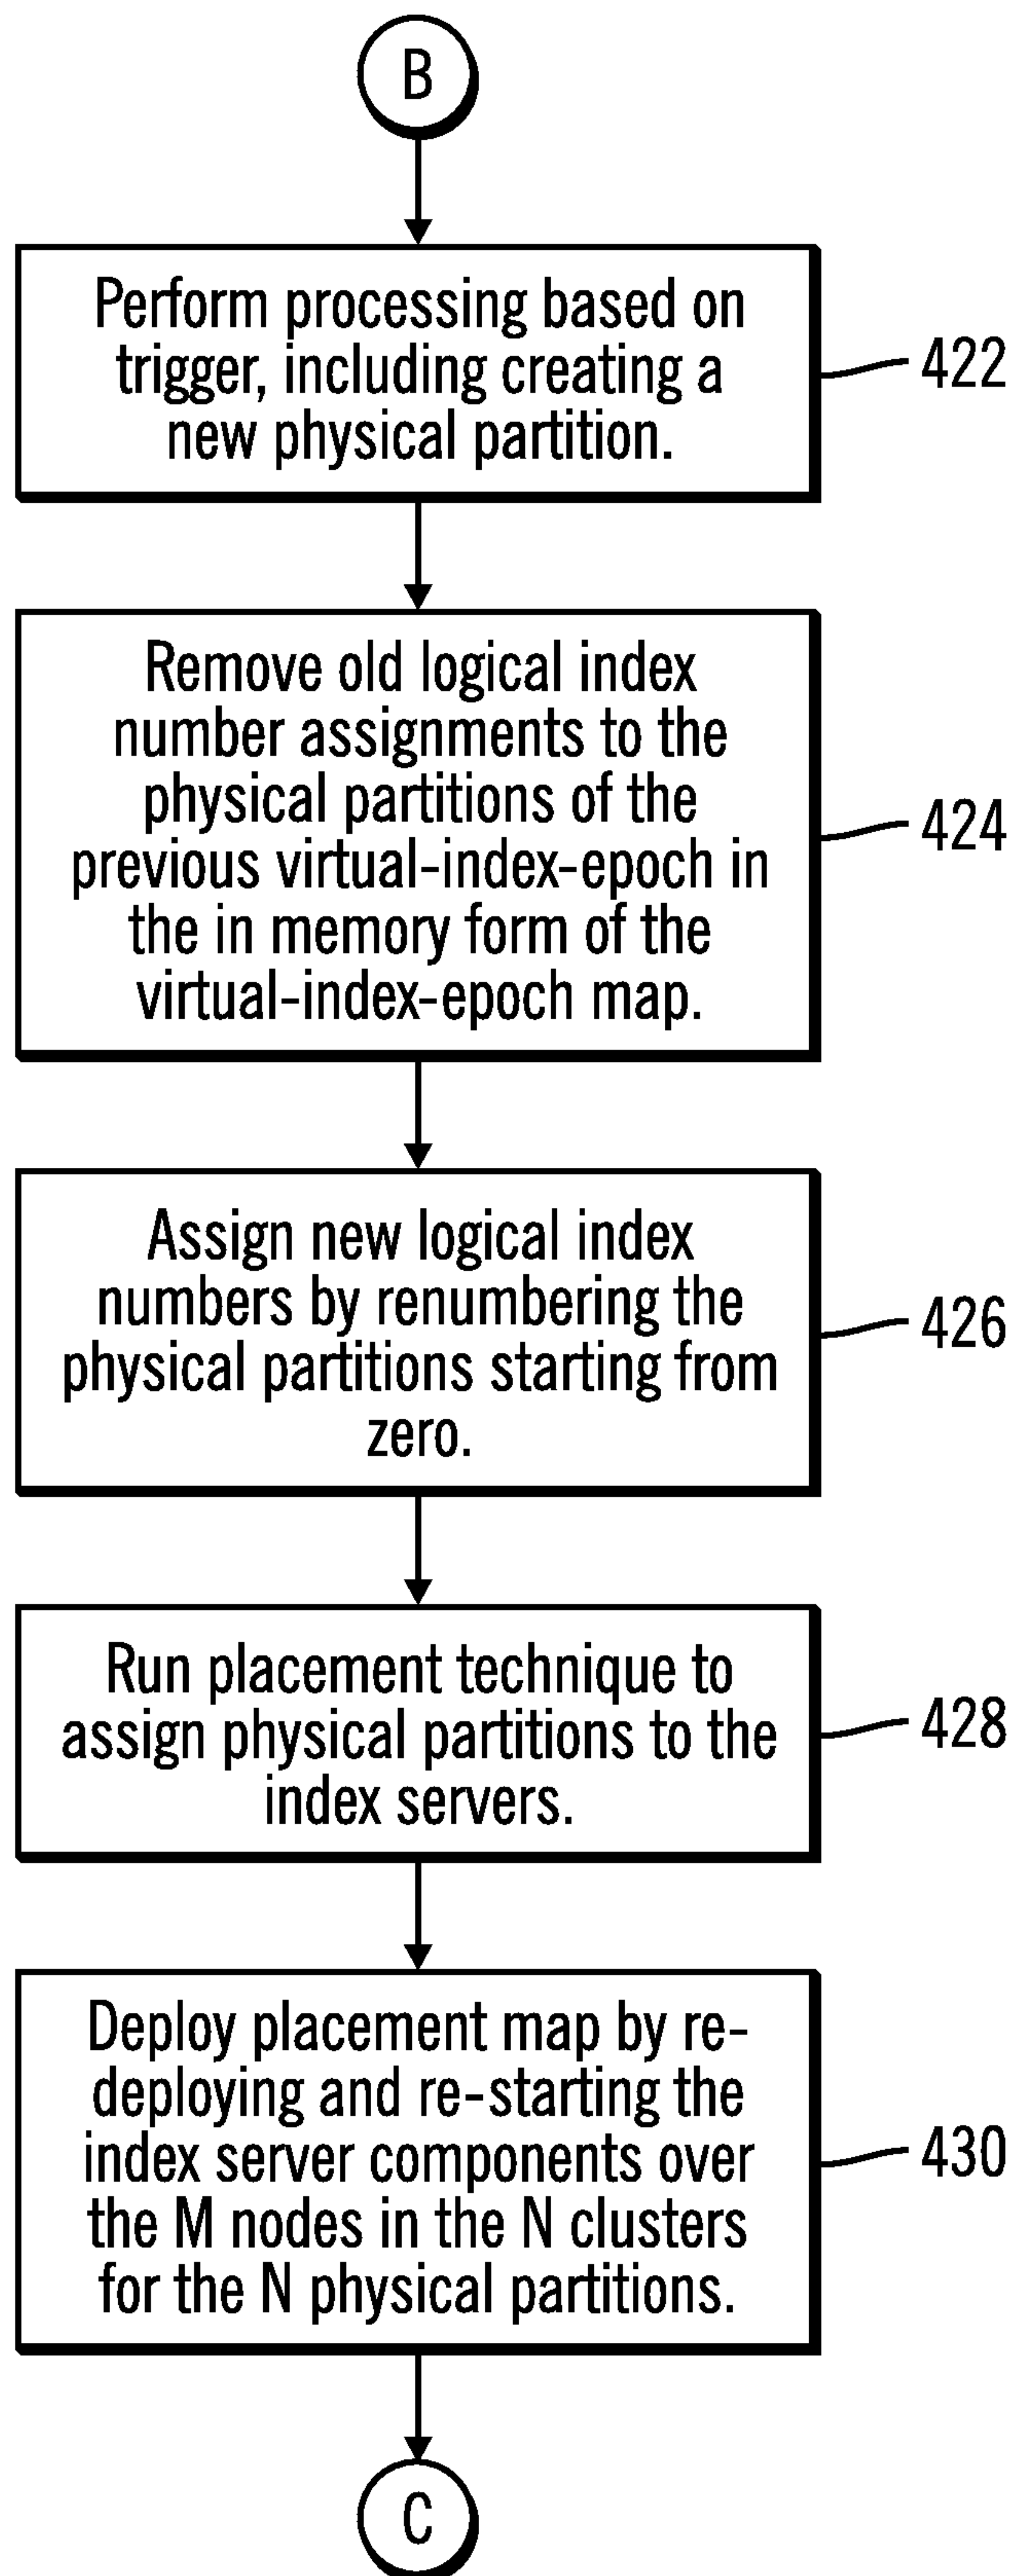 B
Perform processing based on
trigger, including creating a
new physical partition.
422
Remove old logical index
number assignments to the
physical partitions of the
previous virtual-index-epoch in
the in memory form of the
virtual-index-epoch map.
424
Assign new logical index
numbers by renumbering the
physical partitions starting from
zero.
426
Run placement technique to
assign physical partitions to the
index servers.
428
Deploy placement map by re-
deploying and re-starting the
index server components over
the M nodes in the N clusters
for the N physical partitions.
430
C